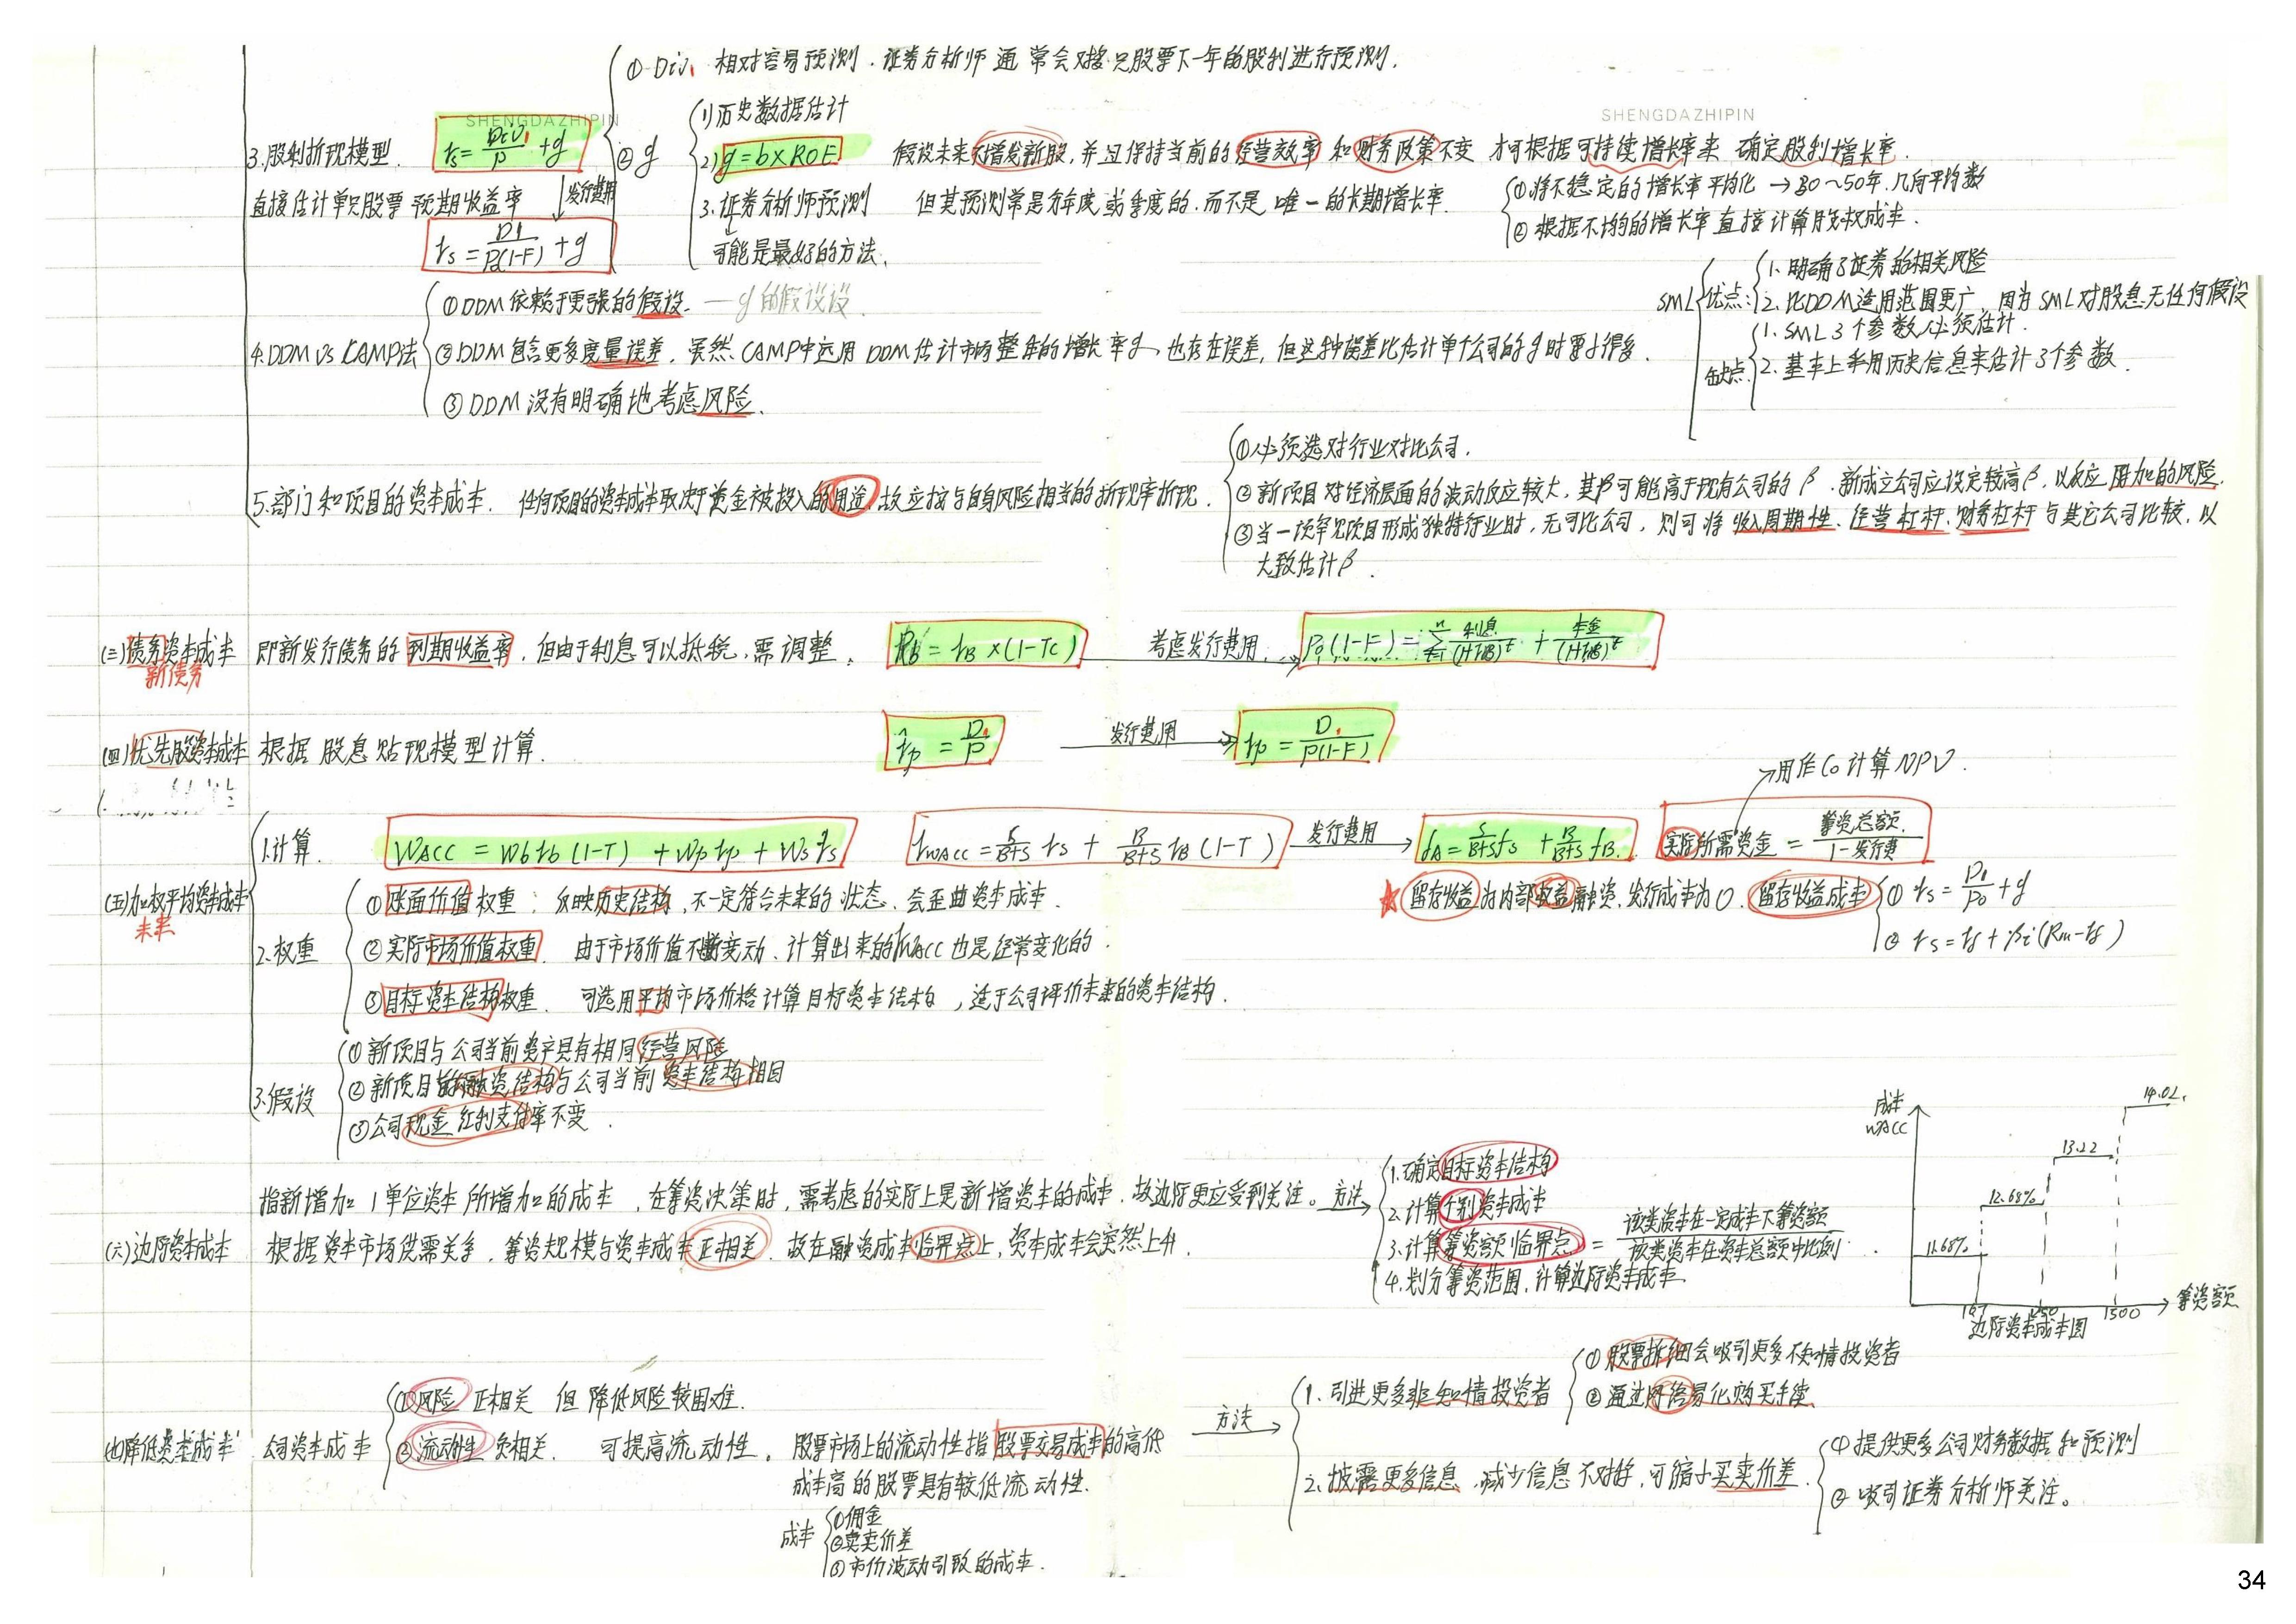 ① Div₁ 相对容易预测．证券分析师通常会对搜只股票下一年的股利进行预测．
SHENGDAZHIPIN
SHENGDAZHIPIN
3.股利折现模型． rs = Div₁/P + g
② g
1)历史数据估计
2) g = b×ROE 假设未来不增发新股，并且保持当前的经营效率和财务政策不变 才可根据可持续增长率来确定股利增长率．
直接估计单只股票预期收益率
↓发行费用
rs = D1/P0(1-F) + g
3. 证券分析师预测 但其预测常是分年度或季度的．而不是唯一的长期增长率．
可能是最好的方法．
①将不稳定的增长率平均化 → 30～50年．几何平均数
② 根据不均的增长率直接计算股权成本．
4.DDM vs CAMP法
①DDM依赖于更强的假设． — g的假设
②DDM包含更多度量误差．虽然CAMP中运用DDM估计市场整体的增长率g，也存在误差，但这种误差比估计单个公司的g时要小得多．
③DDM没有明确地考虑风险．
SML
优点：
1. 明确了证券的相关风险
2. 比DDM适用范围更广，因为SML对股息无任何假设
缺点：
1. SML 3个参数必须估计．
2. 基本上采用历史信息来估计3个参数．
5.部门和项目的资本成本． 任何项目的资本成本取决于资金被投入的用途，故应按与自身风险相当的折现率折现．
①必须选对行业对比公司．
② 新项目对经济层面的波动反应较大，其β可能高于现有公司的β．新成立公司应设定较高β，以反应附加的风险．
③当一项罕见项目形成独特行业时，无可比公司，则可将收入周期性、经营杠杆、财务杠杆与其它公司比较，以
大致估计β．
(三)债务资本成本 即新发行债务的到期收益率，但由于利息可以抵税，需调整． Rb = rB×(1-Tc) 考虑发行费用． → P0(1-F) = Σ 利息/(1+rB)^t + 本金/(1+rB)^t
新债务
(四)优先股资本成本 根据股息贴现模型计算． rp = D₁/P 发行费用→ rp = D₁/P(1-F)
(五)加权平均资本成本
未来
1.计算． WACC = Wb rb (1-T) + Wp rp + Ws rs rWACC = S/(B+S) rs + B/(B+S) rB (1-T) 发行费用→ fA = S/(B+S) fs + B/(B+S) fB． 实际所需资金 = 筹资总额/(1-发行费)
↗用作C0计算NPV．
★ 留存收益为内部权益融资．发行成本为0．留存收益成本
① rs = D1/P0 + g
② rs = rf + βi(Rm-rf)
2.权重
①账面价值权重：反映历史结构，不一定符合未来的状态．会歪曲资本成本．
②实际市场价值权重． 由于市场价值不断变动．计算出来的rWACC也是经常变化的．
③目标资本结构权重． 可选用平均市场价格计算目标资本结构，适于公司评价未来的资本结构．
3.假设
①新项目与公司当前资产具有相同经营风险
②新项目的融资结构与公司当前资本结构相同
③公司现金红利支付率不变．
(六)边际资本成本
指新增加1单位资本所增加的成本，在筹资决策时，需考虑的实际上是新增资本的成本．故边际更应受到关注。方法→
根据资本市场供需关系，筹资规模与资本成本正相关．故在融资成本临界点上，资本成本会突然上升．
1.确定目标资本结构
2.计算个别资本成本
3.计算筹资额临界点 = 该类资本在一定成本下筹资额/该类资本在资本总额中比例．
4.划分筹资范围，计算边际资本成本
成本
WACC
11.68%
12.68%
13.22
14.02
1500
筹资额
边际资本成本图
(七)降低资本成本 公司资本成本
①风险 正相关 但降低风险较困难．
②流动性 负相关． 可提高流动性。 股票市场上的流动性指股票交易成本的高低
成本高的股票具有较低流动性．
成本
①佣金
②买卖价差
③市价波动引致的成本．
方法→
1. 引进更多非知情投资者
①股票拆细会吸引更多不知情投资者
②通过网络易化购买手续．
2. 披露更多信息．减少信息不对称，可缩小买卖价差．
①提供更多公司财务数据和预测
② 吸引证券分析师关注。
34